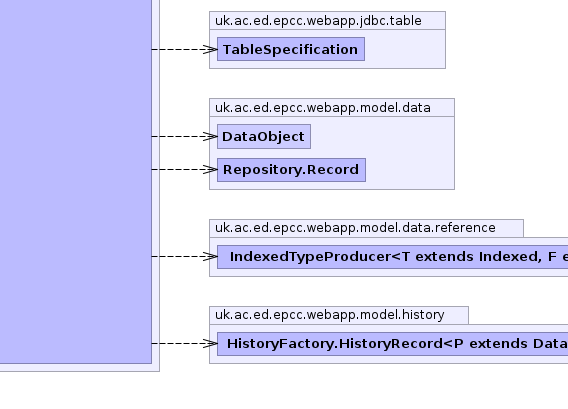 uk.ac.ed.epcc.webapp.jdbc.table
TableSpecification
uk.ac.ed.epcc.webapp.model.data
DataObject
Repository.Record
uk.ac.ed.epcc.webapp.model.data.reference
IndexedTypeProducer<T extends Indexed, F e
uk.ac.ed.epcc.webapp.model.history
HistoryFactory.HistoryRecord<P extends Data